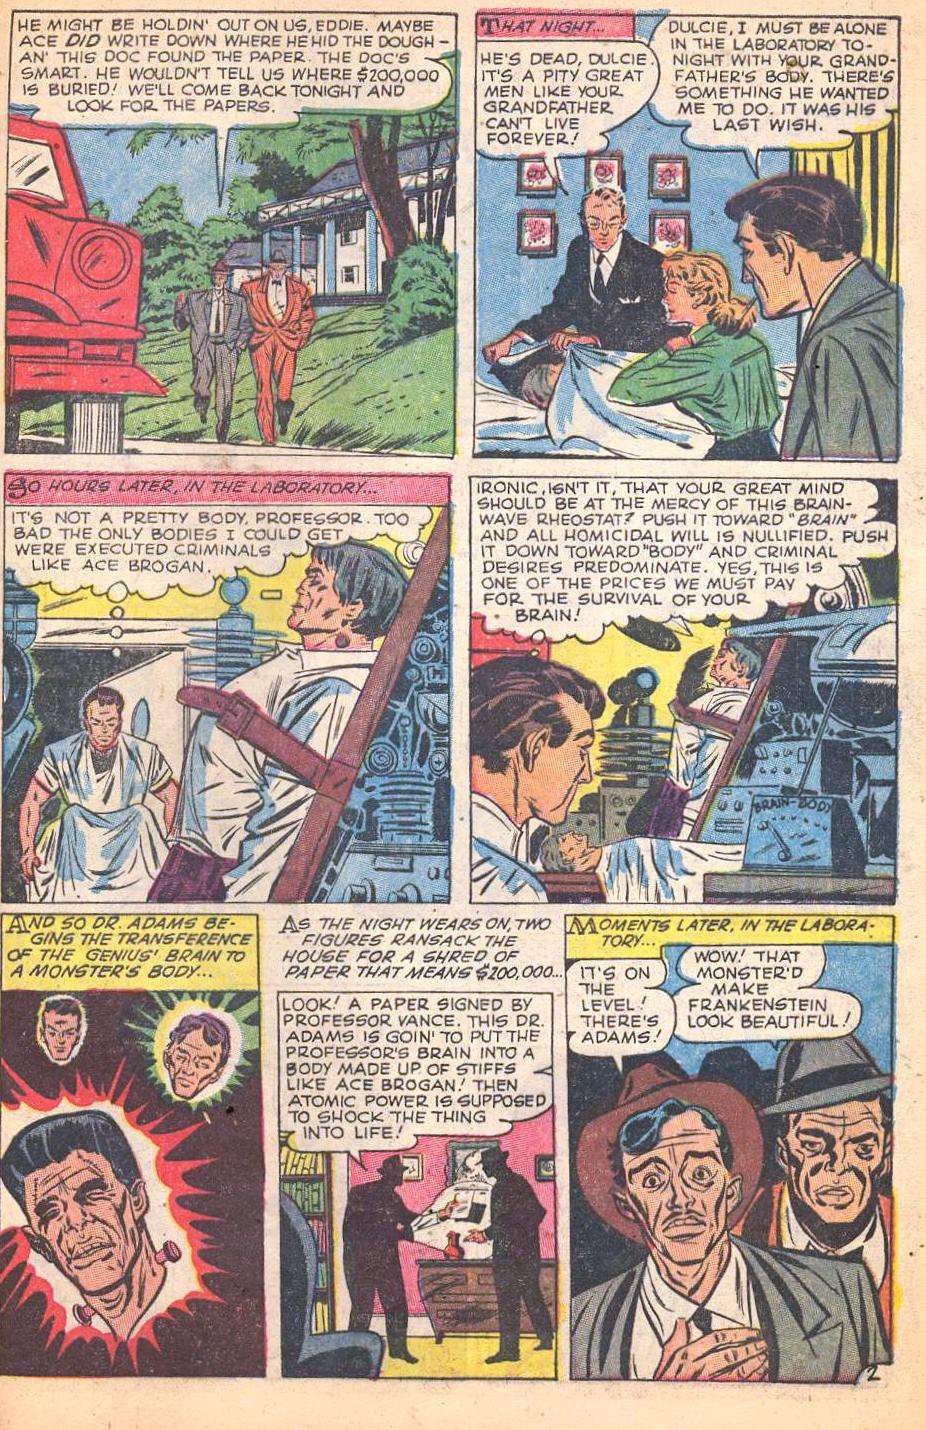 HE MIGHT BE HOLDIN' OUT ON US, EDDIE. MAYBE
ACE DID WRITE DOWN WHERE HE HID THE DOUGH -
AN' THIS DOC FOUND THE PAPER. THE DOC'S
SMART. HE WOULDN'T TELL US WHERE $200,000
IS BURIED! WE'LL COME BACK TONIGHT AND
LOOK FOR THE PAPERS.
THAT NIGHT...
HE'S DEAD, DULCIE.
IT'S A PITY GREAT
MEN LIKE YOUR
GRANDFATHER
CAN'T LIVE
FOREVER!
DULCIE, I MUST BE ALONE
IN THE LABORATORY TO-
NIGHT WITH YOUR GRAND-
FATHER'S BODY. THERE'S
SOMETHING HE WANTED
ME TO DO. IT WAS HIS
LAST WISH.
SO HOURS LATER, IN THE LABORATORY...
IT'S NOT A PRETTY BODY, PROFESSOR. TOO
BAD THE ONLY BODIES I COULD GET
WERE EXECUTED CRIMINALS
LIKE ACE BROGAN.
IRONIC, ISN'T IT, THAT YOUR GREAT MIND
SHOULD BE AT THE MERCY OF THIS BRAIN-
WAVE RHEOSTAT? PUSH IT TOWARD "BRAIN"
AND ALL HOMICIDAL WILL IS NULLIFIED. PUSH
IT DOWN TOWARD "BODY" AND CRIMINAL
DESIRES PREDOMINATE. YES, THIS IS
ONE OF THE PRICES WE MUST PAY
FOR THE SURVIVAL OF YOUR
BRAIN!
BRAIN-BODY
AND SO DR. ADAMS BE-
GINS THE TRANSFERENCE
OF THE GENIUS' BRAIN TO
A MONSTER'S BODY...
AS THE NIGHT WEARS ON, TWO
FIGURES RANSACK THE
HOUSE FOR A SHRED OF
PAPER THAT MEANS $200,000...
LOOK! A PAPER SIGNED BY
PROFESSOR VANCE. THIS DR.
ADAMS IS GOIN' TO PUT THE
PROFESSOR'S BRAIN INTO A
BODY MADE UP OF STIFFS
LIKE ACE BROGAN! THEN
ATOMIC POWER IS SUPPOSED
TO SHOCK THE THING
INTO LIFE!
MOMENTS LATER, IN THE LABORA-
TORY...
IT'S ON
THE
LEVEL!
THERE'S
ADAMS!
WOW! THAT
MONSTER'D
MAKE
FRANKENSTEIN
LOOK BEAUTIFUL!
2